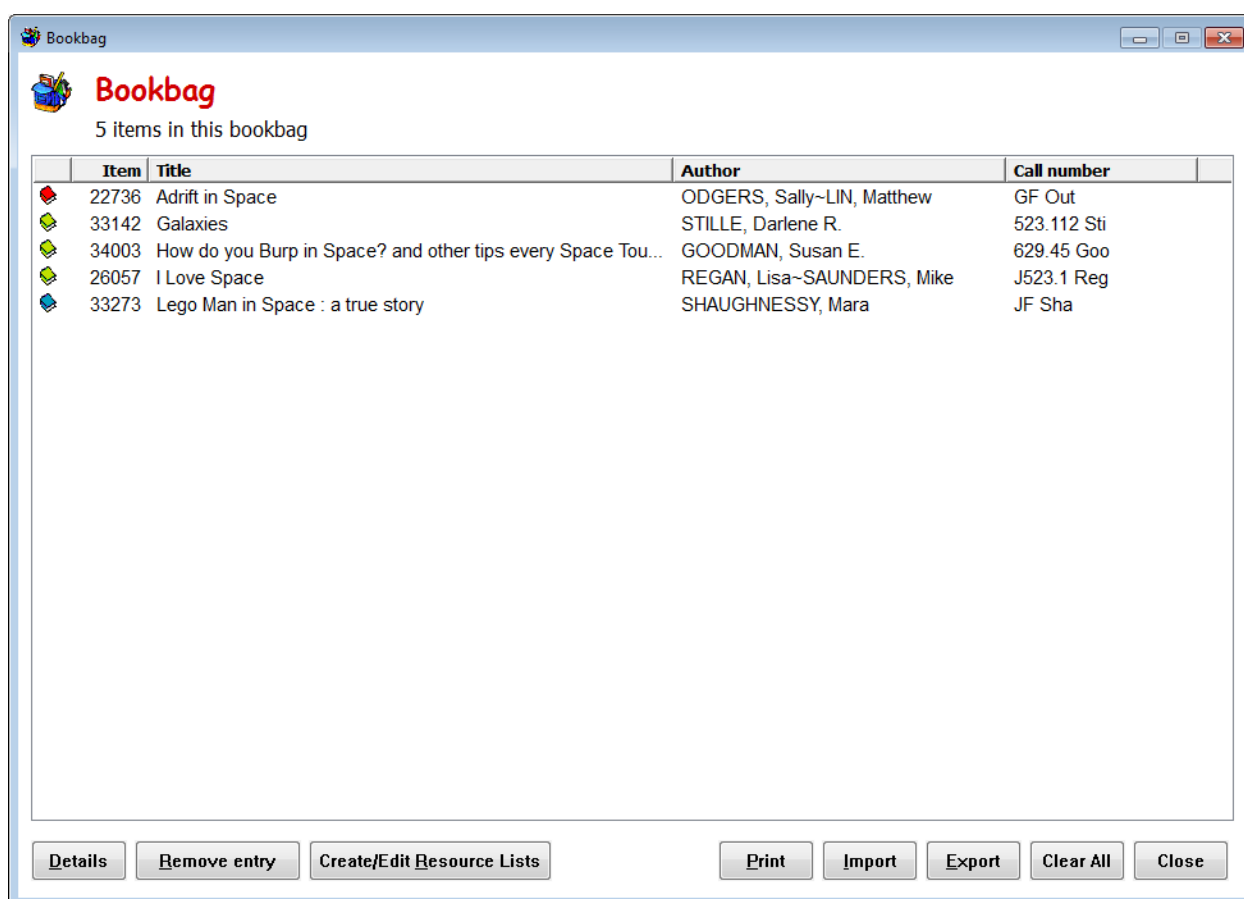 Bookbag
Bookbag
5 items in this bookbag
Item Title Author Call number
22736 Adrift in Space ODGERS, Sally~LIN, Matthew GF Out
33142 Galaxies STILLE, Darlene R. 523.112 Sti
34003 How do you Burp in Space? and other tips every Space Tou... GOODMAN, Susan E. 629.45 Goo
26057 I Love Space REGAN, Lisa~SAUNDERS, Mike J523.1 Reg
33273 Lego Man in Space : a true story SHAUGHNESSY, Mara JF Sha
Details Remove entry Create/Edit Resource Lists Print Import Export Clear All Close